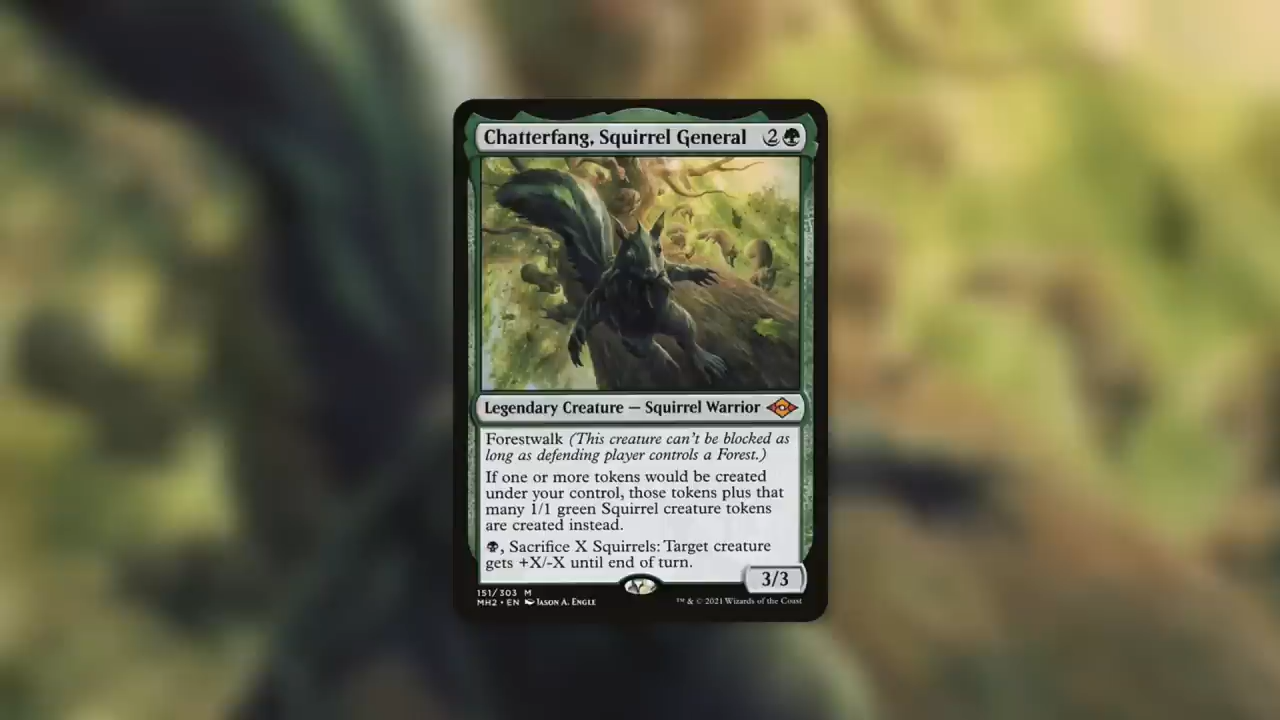 Chatterfang, Squirrel General 2
Legendary Creature — Squirrel Warrior
Forestwalk (This creature can't be blocked as
long as defending player controls a Forest.)
If one or more tokens would be created
under your control, those tokens plus that
many 1/1 green Squirrel creature tokens
are created instead.
, Sacrifice X Squirrels: Target creature
gets +X/-X until end of turn.
3/3
151/303 M
MH2 • EN Jason A. Engle
™ & © 2021 Wizards of the Coast